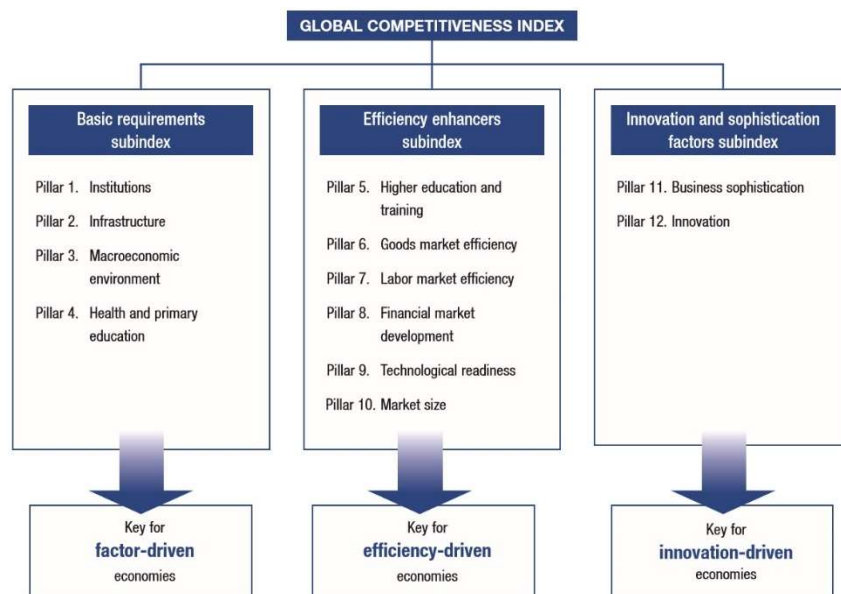 GLOBAL COMPETITIVENESS INDEX
Basic requirements
subindex
Pillar 1. Institutions
Pillar 2. Infrastructure
Pillar 3. Macroeconomic
environment
Pillar 4. Health and primary
education
Key for
factor-driven
economies
Efficiency enhancers
subindex
Pillar 5. Higher education and
training
Pillar 6. Goods market efficiency
Pillar 7. Labor market efficiency
Pillar 8. Financial market
development
Pillar 9. Technological readiness
Pillar 10. Market size
Key for
efficiency-driven
economies
Innovation and sophistication
factors subindex
Pillar 11. Business sophistication
Pillar 12. Innovation
Key for
innovation-driven
economies